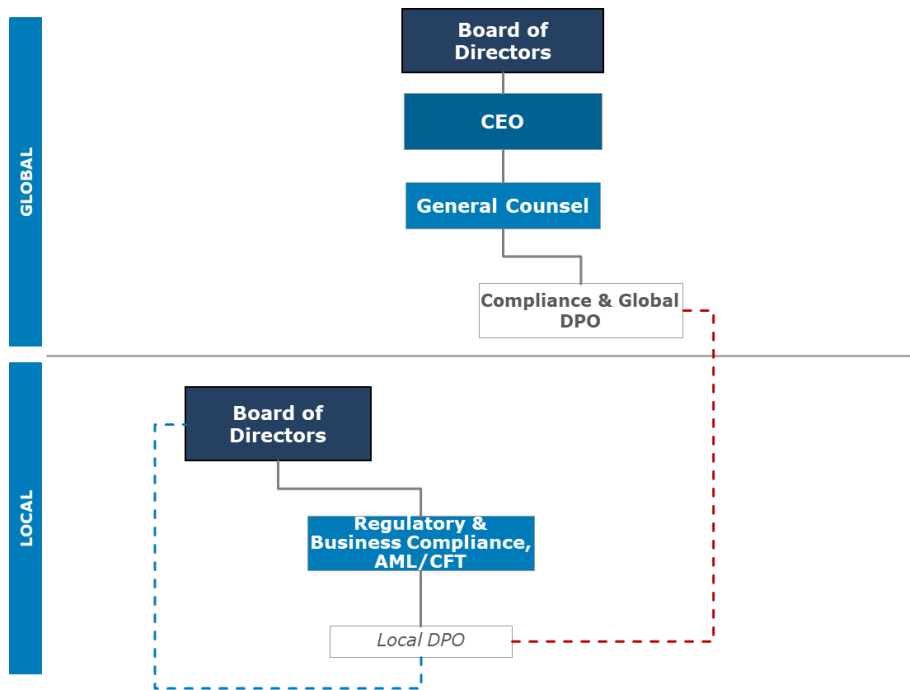 GLOBAL
Board of
Directors
CEO
General Counsel
Compliance & Global
DPO
LOCAL
Board of
Directors
Regulatory &
Business Compliance,
AML/CFT
Local DPO